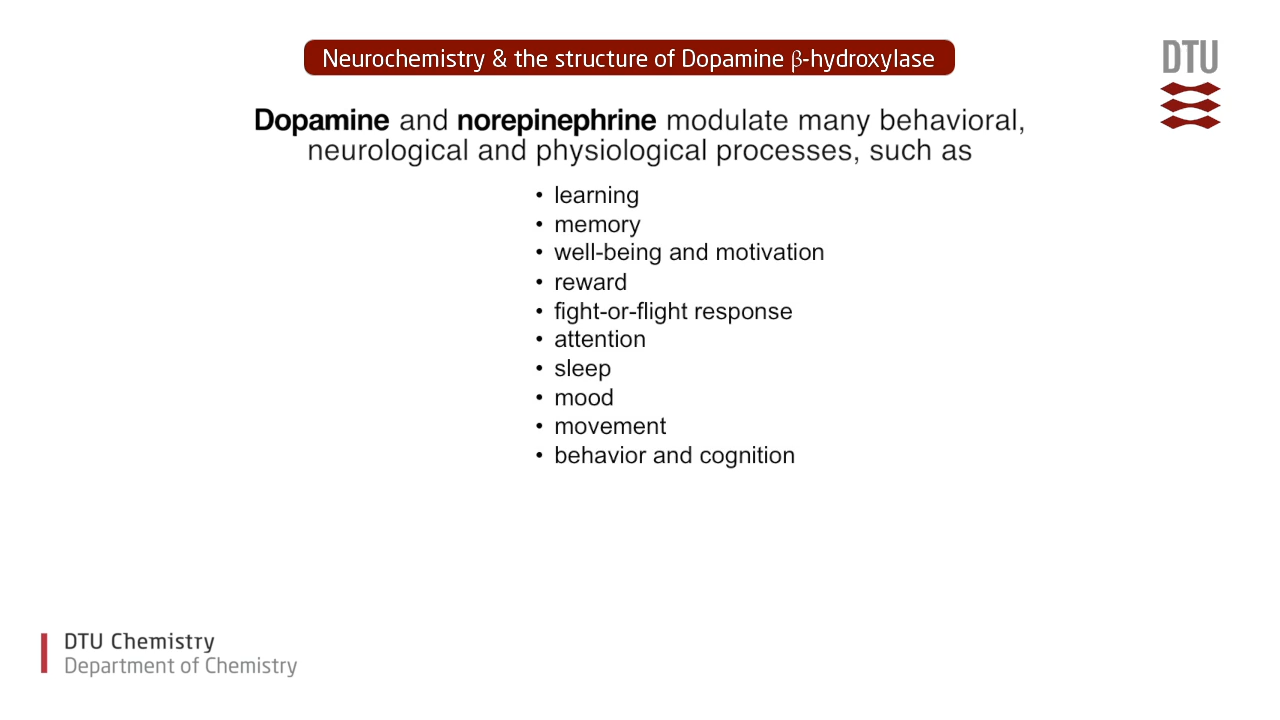 Neurochemistry & the structure of Dopamine β-hydroxylase
DTU
Dopamine and norepinephrine modulate many behavioral,
neurological and physiological processes, such as
• learning
• memory
• well-being and motivation
• reward
• fight-or-flight response
• attention
• sleep
• mood
• movement
• behavior and cognition
DTU Chemistry
Department of Chemistry